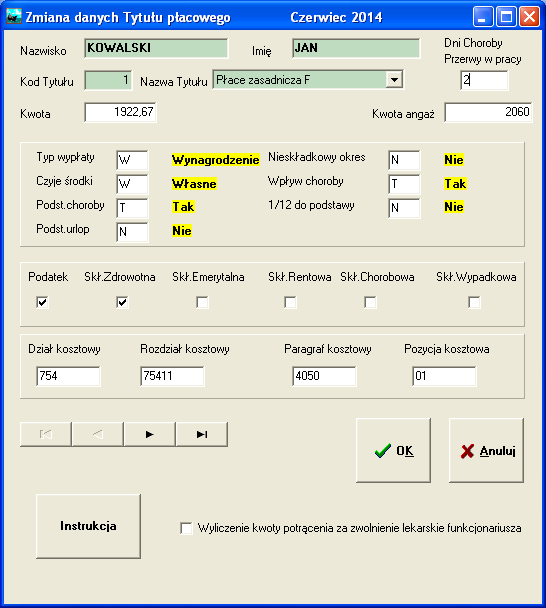 Zmiana danych Tytułu płacowego Czerwiec 2014
Nazwisko KOWALSKI Imię JAN Dni Choroby
Przerwy w pracy
Kod Tytułu 1 Nazwa Tytułu Płace zasadnicza F 2
Kwota 1922,67 Kwota angaż 2060
Typ wypłaty W Wynagrodzenie Nieskładkowy okres N Nie
Czyje środki W Własne Wpływ choroby T Tak
Podst.choroby T Tak 1/12 do podstawy N Nie
Podst.urlop N Nie
Podatek Skł.Zdrowotna Skł.Emerytalna Skł.Rentowa Skł.Chorobowa Skł.Wypadkowa
Dział kosztowy Rozdział kosztowy Paragraf kosztowy Pozycja kosztowa
754 75411 4050 01
OK Anuluj
Instrukcja Wyliczenie kwoty potrącenia za zwolnienie lekarskie funkcjonariusza